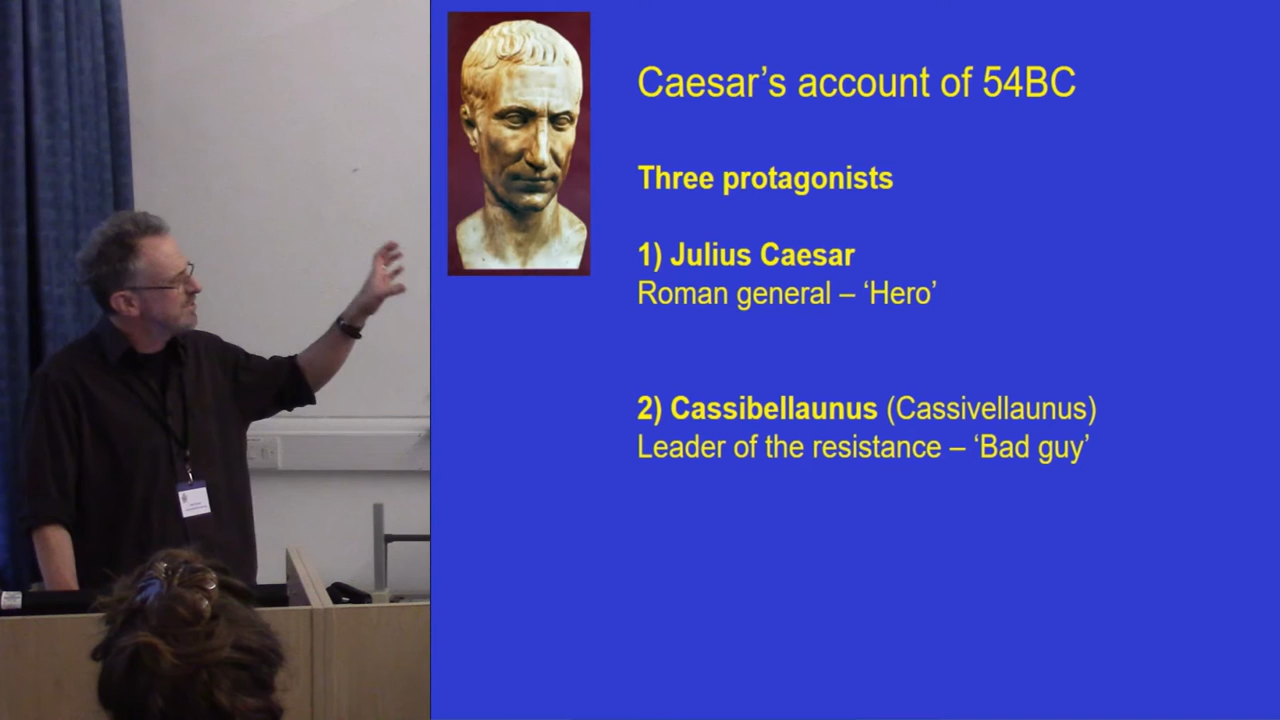 Caesar’s account of 54BC
Three protagonists
1) Julius Caesar
Roman general – ‘Hero’
2) Cassibellaunus (Cassivellaunus)
Leader of the resistance – ‘Bad guy’